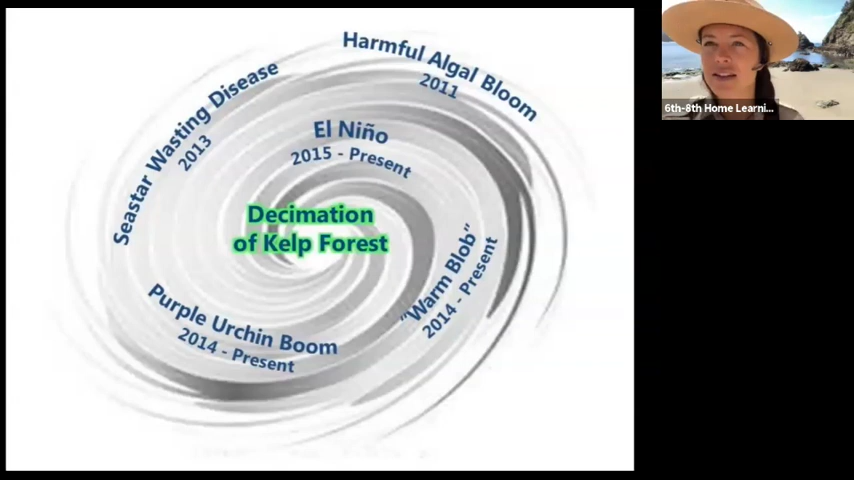 Harmful Algal Bloom
2011
Seastar Wasting Disease
2013
El Niño
2015 - Present
Decimation
of Kelp Forest
"Warm Blob"
2014 - Present
Purple Urchin Boom
2014 - Present
6th-8th Home Learni...